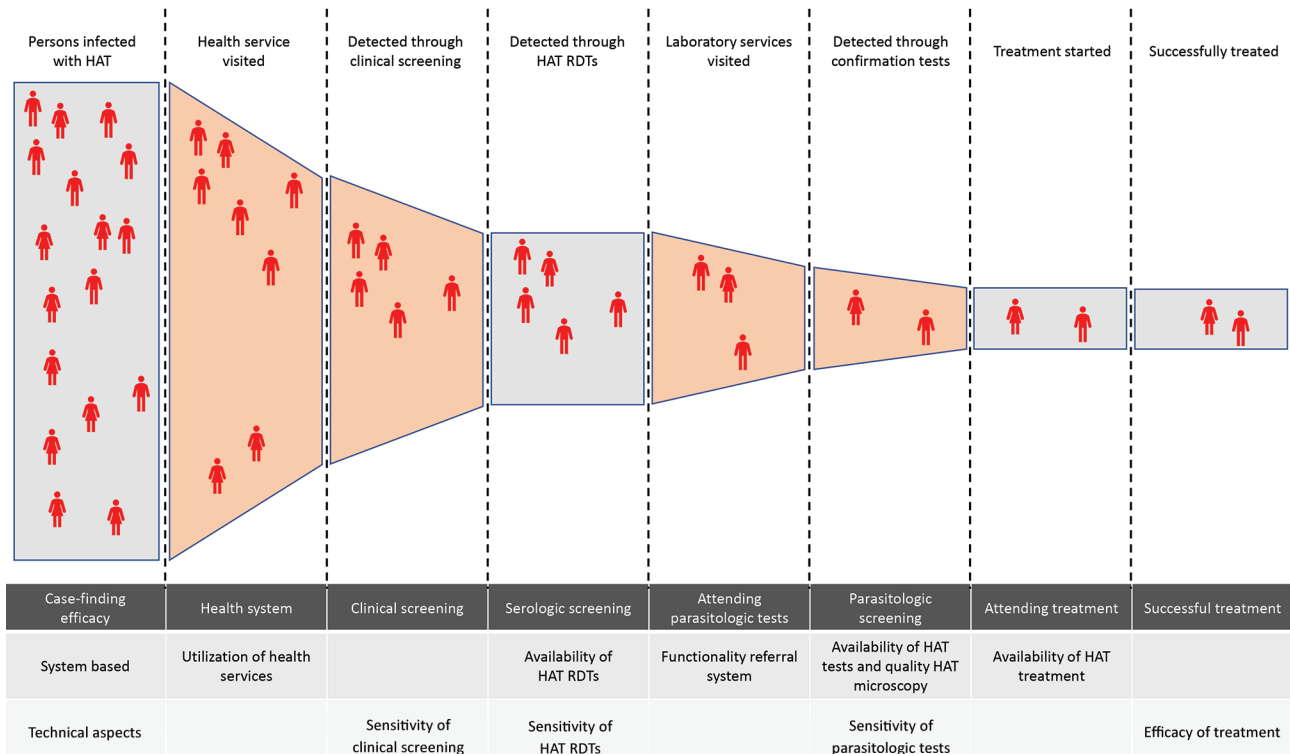 Persons infected
with HAT
Health service
visited
Detected through
clinical screening
Detected through
HAT RDTs
Laboratory services
visited
Detected through
confirmation tests
Treatment started
Successfully treated
Case-finding
efficacy
Health system
Clinical screening
Serologic screening
Attending
parasitologic tests
Parasitologic
screening
Attending treatment
Successful treatment
System based
Utilization of health
services
Availability of
HAT RDTs
Functionality referral
system
Availability of HAT
tests and quality HAT
microscopy
Availability of HAT
treatment
Technical aspects
Sensitivity of
clinical screening
Sensitivity of
HAT RDTs
Sensitivity of
parasitologic tests
Efficacy of treatment